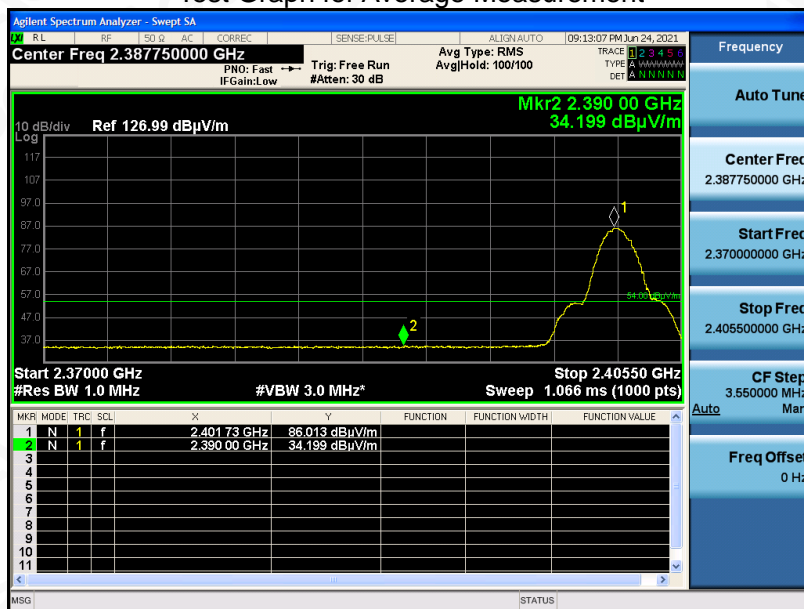 Test Graph for Average Measurement
Agilent Spectrum Analyzer - Swept SA
LXI RL RF 50 Ω AC CORREC SENSE:PULSE ALIGN AUTO 09:13:07 PM Jun 24, 2021
Center Freq 2.387750000 GHz
PNO: Fast
IFGain:Low
Trig: Free Run
#Atten: 30 dB
Avg Type: RMS
Avg|Hold: 100/100
TRACE 1 2 3 4 5 6
TYPE A WWWWW
DET A N N N N N
Mkr2 2.390 00 GHz
34.199 dBµV/m
10 dB/div Ref 126.99 dBµV/m
Log
117
107
97.0
87.0
77.0
67.0
57.0
47.0
37.0
1
54.00 dBµV/m
2
Start 2.37000 GHz Stop 2.40550 GHz
#Res BW 1.0 MHz #VBW 3.0 MHz* Sweep 1.066 ms (1000 pts)
MKR MODE TRC SCL X Y FUNCTION FUNCTION WIDTH FUNCTION VALUE
1 N 1 f 2.401 73 GHz 86.013 dBµV/m
2 N 1 f 2.390 00 GHz 34.199 dBµV/m
3
4
5
6
7
8
9
10
11
MSG STATUS
Frequency
Auto Tune
Center Freq
2.387750000 GHz
Start Freq
2.370000000 GHz
Stop Freq
2.405500000 GHz
CF Step
3.550000 MHz
Auto Man
Freq Offset
0 Hz